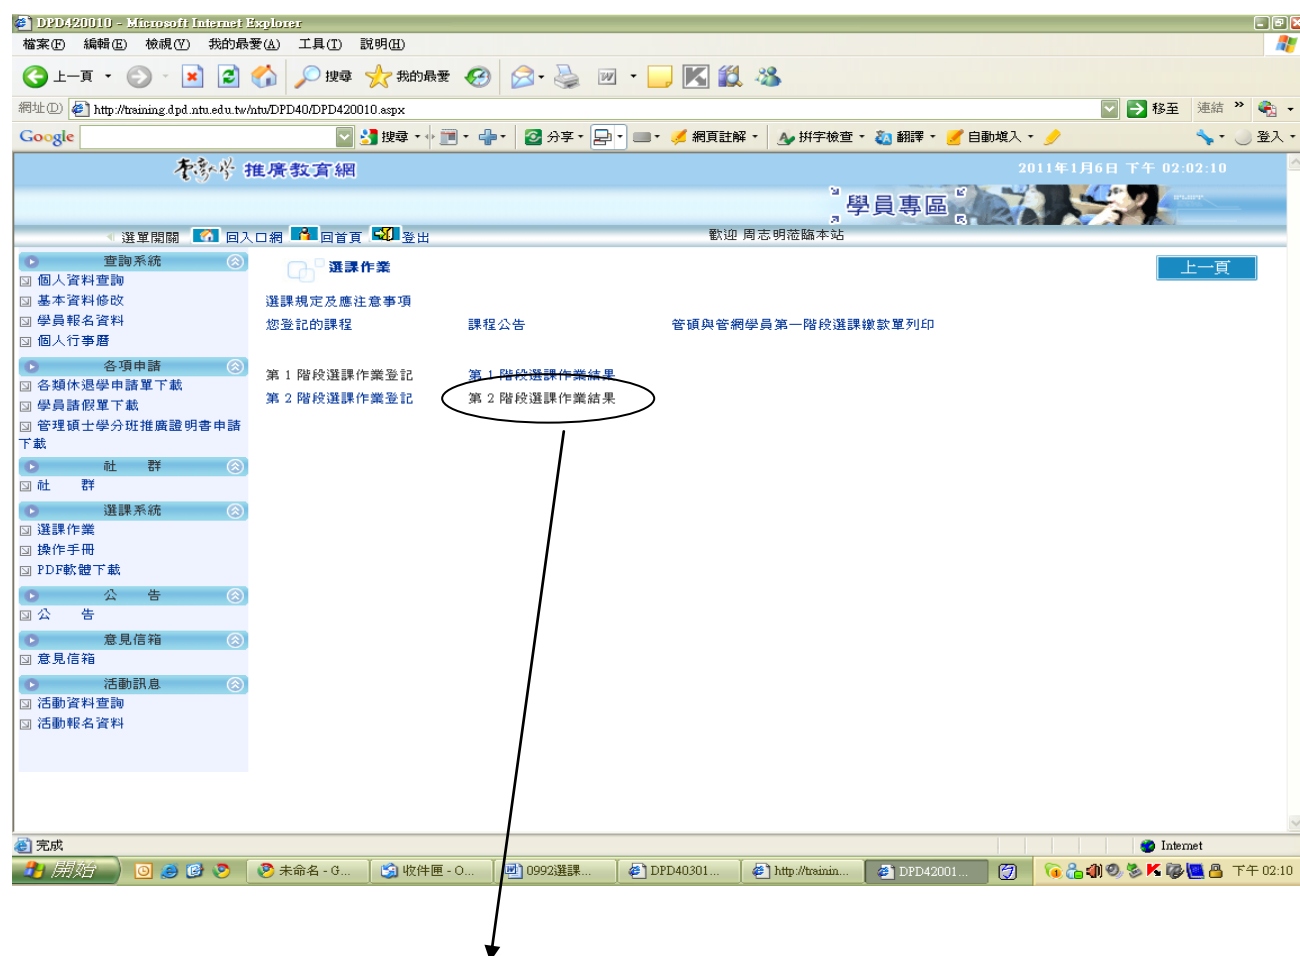 DPD420010 - Microsoft Internet Explorer
檔案(F) 編輯(E) 檢視(V) 我的最愛(A) 工具(T) 說明(H)
上一頁 搜尋 我的最愛
網址(D) http://training.dpd.ntu.edu.tw/ntu/DPD40/DPD420010.aspx 移至 連結 »
Google 搜尋 分享 網頁註解 拼字檢查 翻譯 自動填入 登入
推廣教育網 2011年1月6日 下午 02:02:10
學員專區
選單開關 回入口網 回首頁 登出 歡迎 周志明蒞臨本站
查詢系統
個人資料查詢
基本資料修改
學員報名資料
個人行事曆
各項申請
各類休退學申請單下載
學員請假單下載
管理碩士學分班推廣證明書申請
下載
社 群
社 群
選課系統
選課作業
操作手冊
PDF軟體下載
公 告
公 告
意見信箱
意見信箱
活動訊息
活動資料查詢
活動報名資料
選課作業 上一頁
選課規定及應注意事項
您登記的課程 課程公告 管碩與管網學員第一階段選課繳款單列印
第 1 階段選課作業登記 第 1 階段選課作業結果
第 2 階段選課作業登記 第 2 階段選課作業結果
完成 Internet
開始 未命名 - G... 收件匣 - O... 0992選課... DPD40301... http://trainin... DPD42001... 下午 02:10